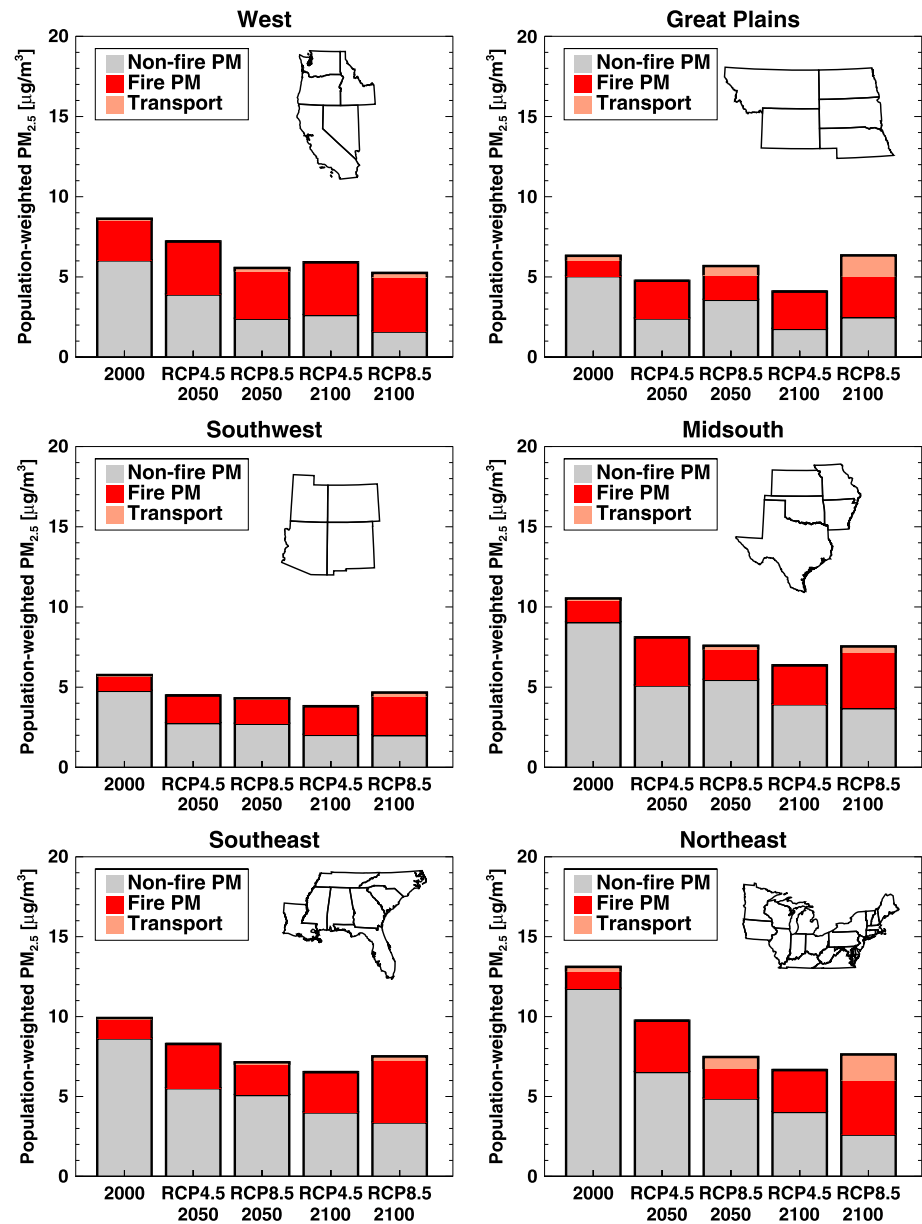 West
Population-weighted PM2.5 [µg/m³]
20
15
10
5
0
Non-fire PM
Fire PM
Transport
2000 RCP4.5 RCP8.5 RCP4.5 RCP8.5
2050 2050 2100 2100
Great Plains
Population-weighted PM2.5 [µg/m³]
20
15
10
5
0
Non-fire PM
Fire PM
Transport
2000 RCP4.5 RCP8.5 RCP4.5 RCP8.5
2050 2050 2100 2100
Southwest
Population-weighted PM2.5 [µg/m³]
20
15
10
5
0
Non-fire PM
Fire PM
Transport
2000 RCP4.5 RCP8.5 RCP4.5 RCP8.5
2050 2050 2100 2100
Midsouth
Population-weighted PM2.5 [µg/m³]
20
15
10
5
0
Non-fire PM
Fire PM
Transport
2000 RCP4.5 RCP8.5 RCP4.5 RCP8.5
2050 2050 2100 2100
Southeast
Population-weighted PM2.5 [µg/m³]
20
15
10
5
0
Non-fire PM
Fire PM
Transport
2000 RCP4.5 RCP8.5 RCP4.5 RCP8.5
2050 2050 2100 2100
Northeast
Population-weighted PM2.5 [µg/m³]
20
15
10
5
0
Non-fire PM
Fire PM
Transport
2000 RCP4.5 RCP8.5 RCP4.5 RCP8.5
2050 2050 2100 2100